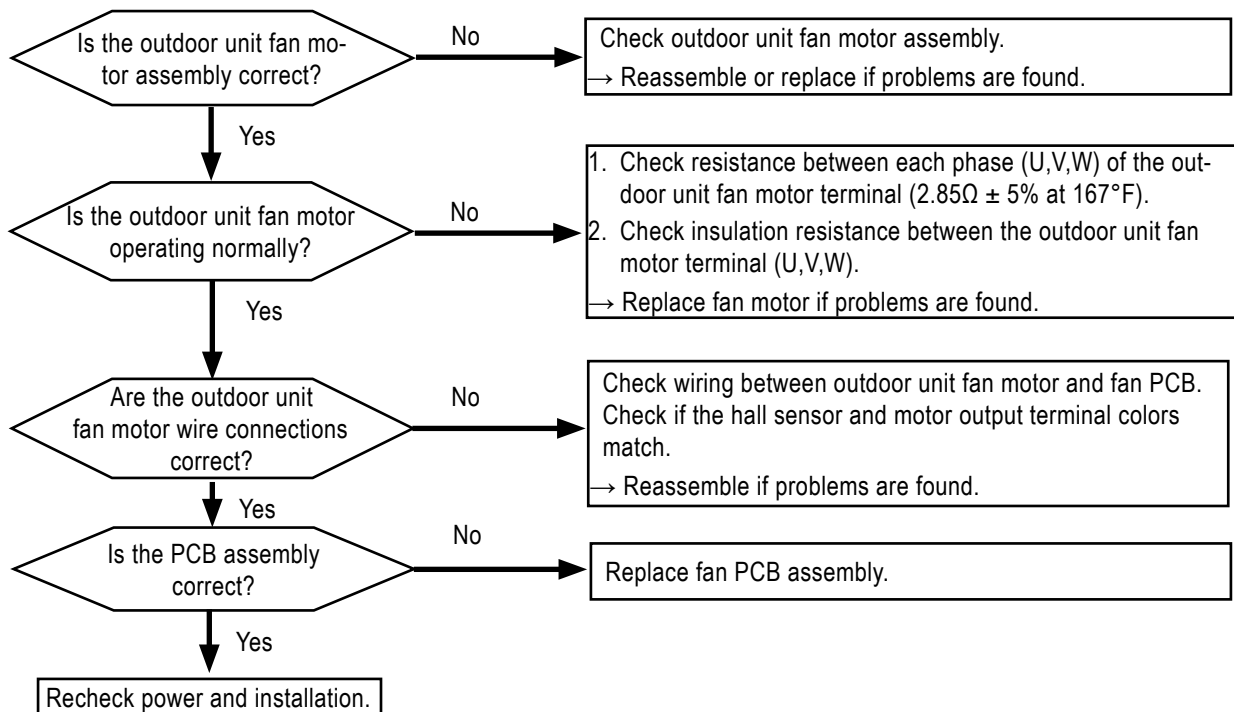 Is the outdoor unit fan mo-
tor assembly correct?
No
Check outdoor unit fan motor assembly.
→ Reassemble or replace if problems are found.
Yes
Is the outdoor unit fan motor
operating normally?
No
1. Check resistance between each phase (U,V,W) of the out-
door unit fan motor terminal (2.85Ω ± 5% at 167°F).
2. Check insulation resistance between the outdoor unit fan
motor terminal (U,V,W).
→ Replace fan motor if problems are found.
Yes
Are the outdoor unit
fan motor wire connections
correct?
No
Check wiring between outdoor unit fan motor and fan PCB.
Check if the hall sensor and motor output terminal colors
match.
→ Reassemble if problems are found.
Yes
Is the PCB assembly
correct?
No
Replace fan PCB assembly.
Yes
Recheck power and installation.